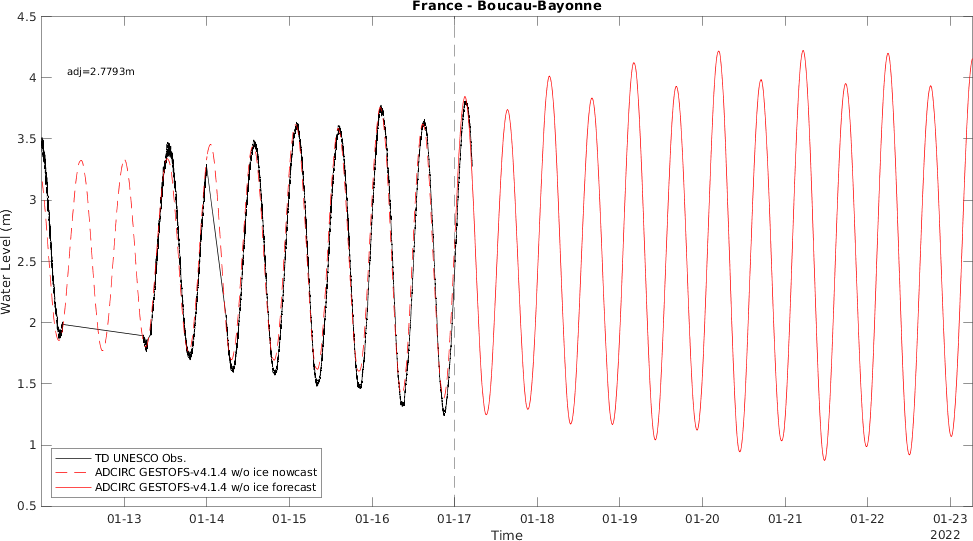 France - Boucau-Bayonne
adj=2.7793m
Water Level (m)
4.5
4
3.5
3
2.5
2
1.5
1
0.5
TD UNESCO Obs.
ADCIRC GESTOFS-v4.1.4 w/o ice nowcast
ADCIRC GESTOFS-v4.1.4 w/o ice forecast
01-13 01-14 01-15 01-16 01-17 01-18 01-19 01-20 01-21 01-22 01-23
Time
2022